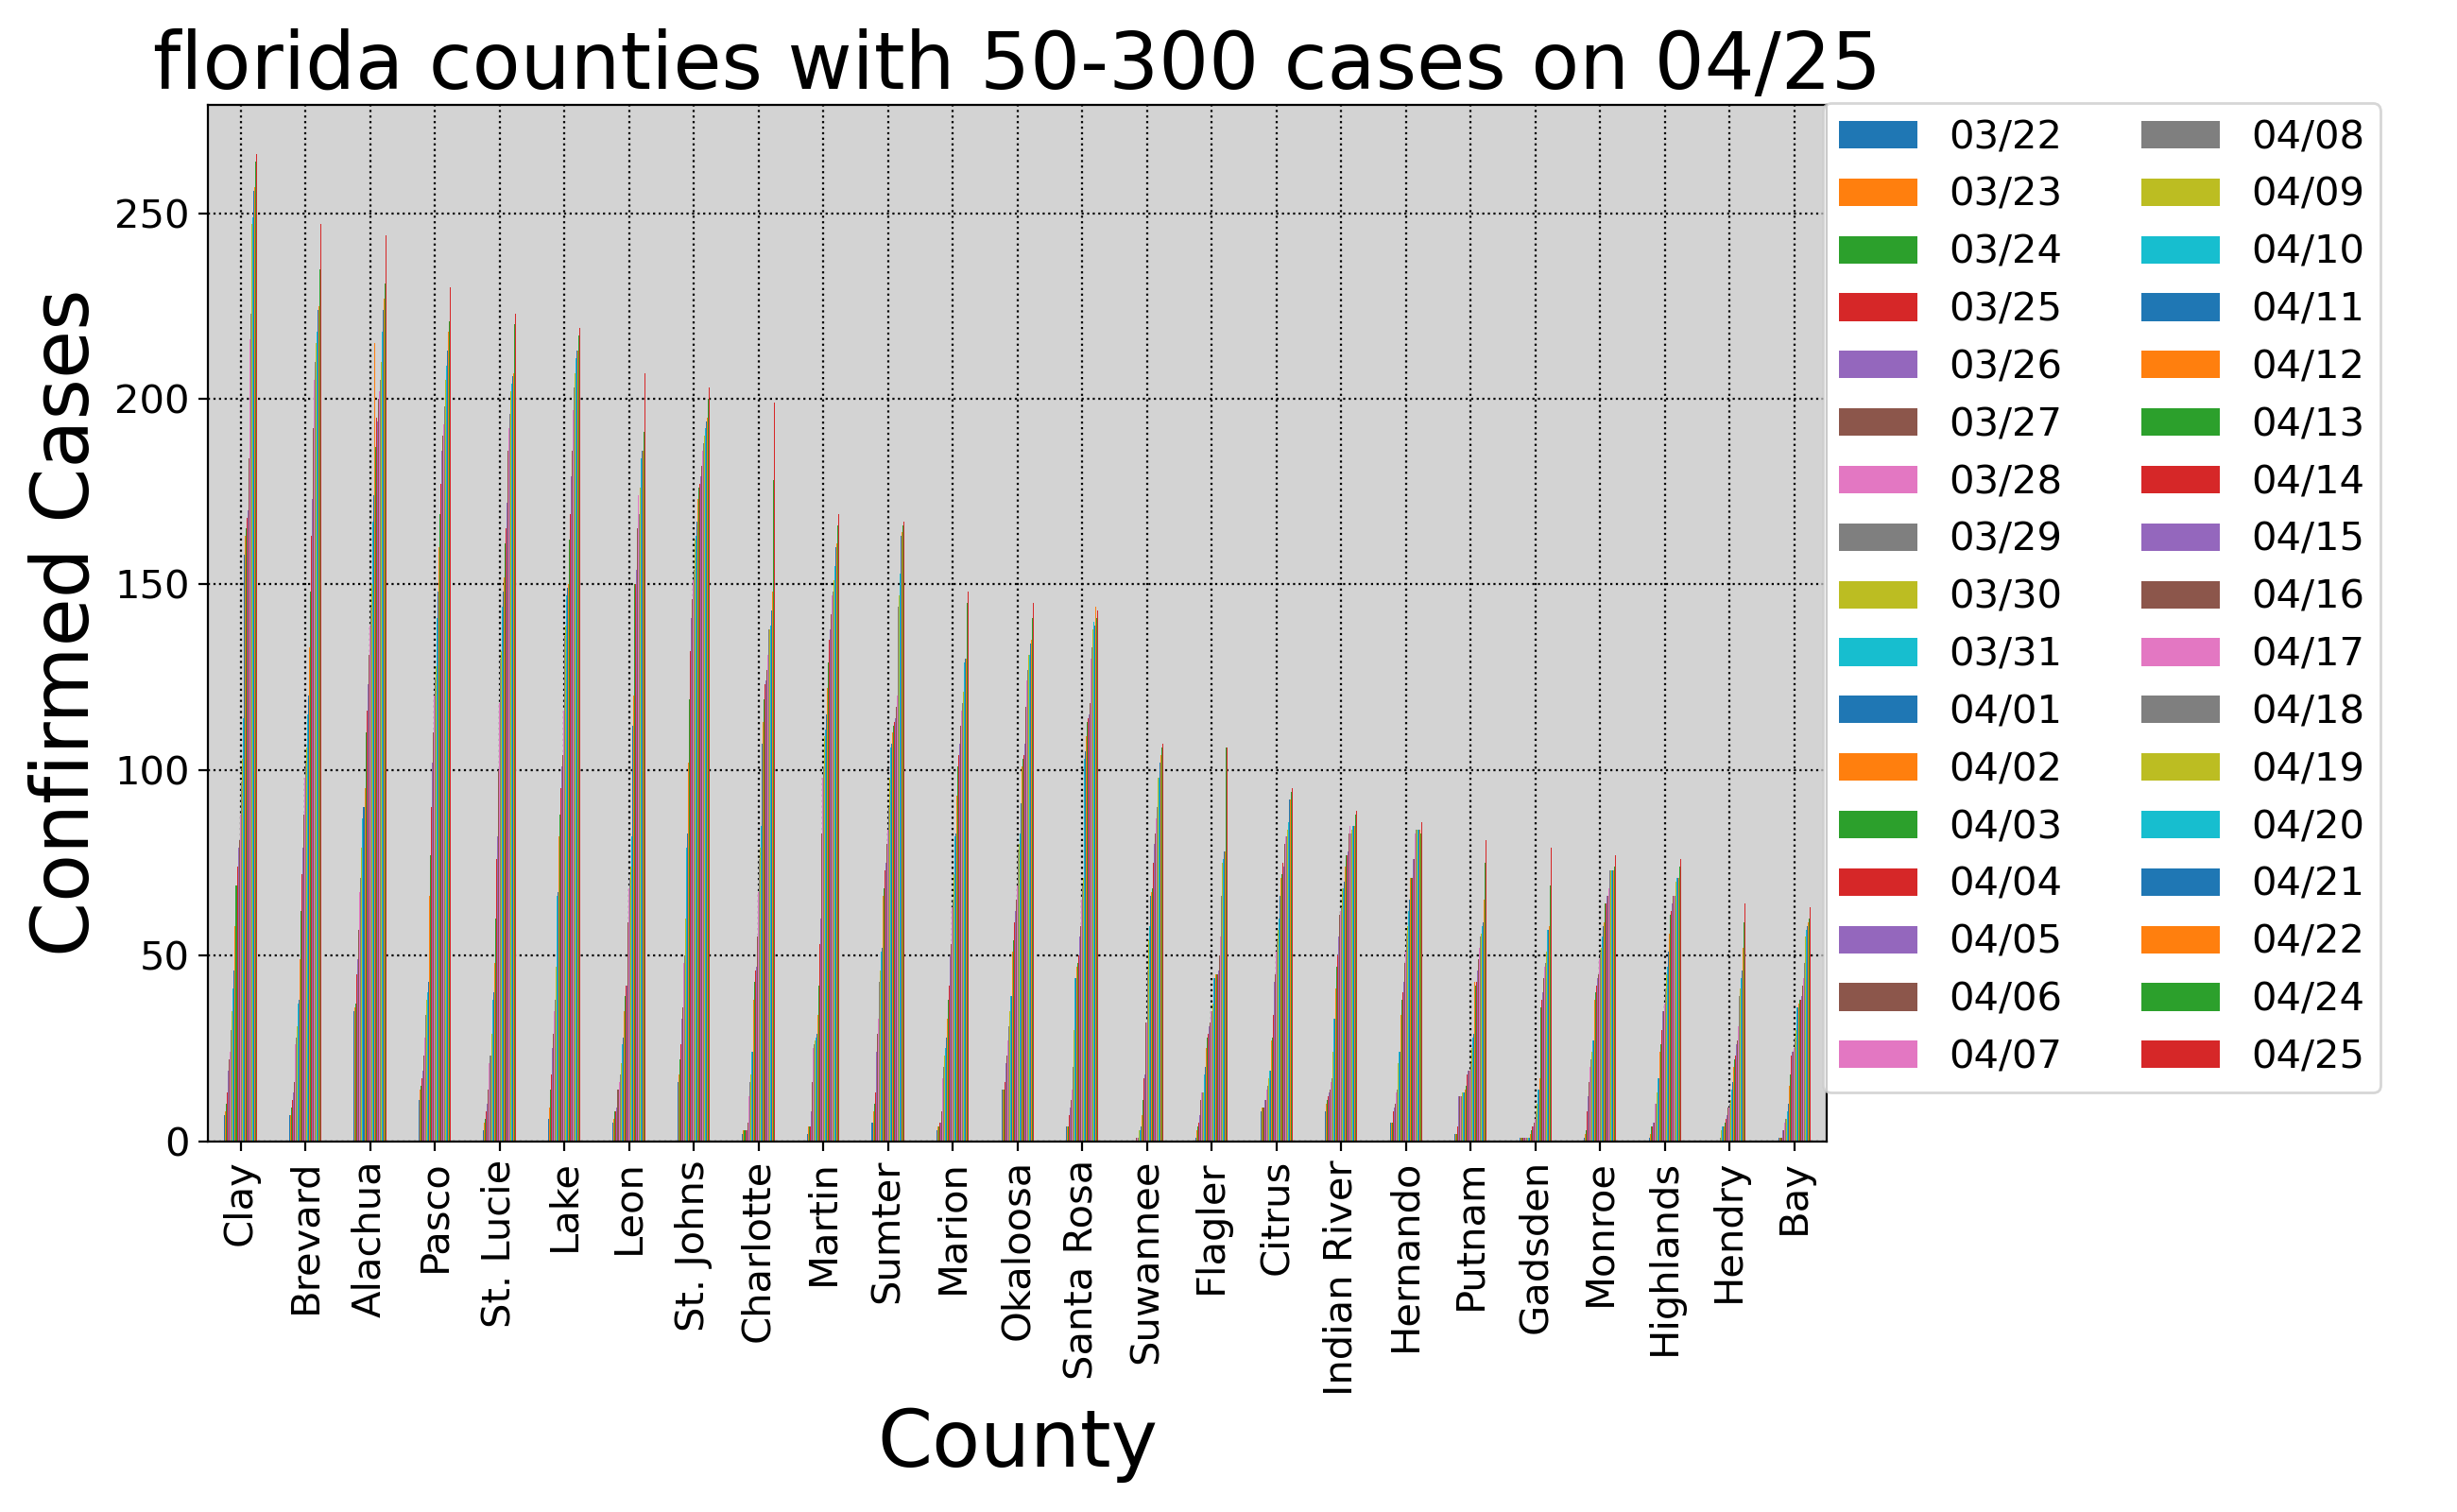 florida counties with 50-300 cases on 04/25
Confirmed Cases
250
200
150
100
50
0
Clay
Brevard
Alachua
Pasco
St. Lucie
Lake
Leon
St. Johns
Charlotte
Martin
Sumter
Marion
Okaloosa
Santa Rosa
Suwannee
Flagler
Citrus
Indian River
Hernando
Putnam
Gadsden
Monroe
Highlands
Hendry
Bay
County
03/22
03/23
03/24
03/25
03/26
03/27
03/28
03/29
03/30
03/31
04/01
04/02
04/03
04/04
04/05
04/06
04/07
04/08
04/09
04/10
04/11
04/12
04/13
04/14
04/15
04/16
04/17
04/18
04/19
04/20
04/21
04/22
04/24
04/25